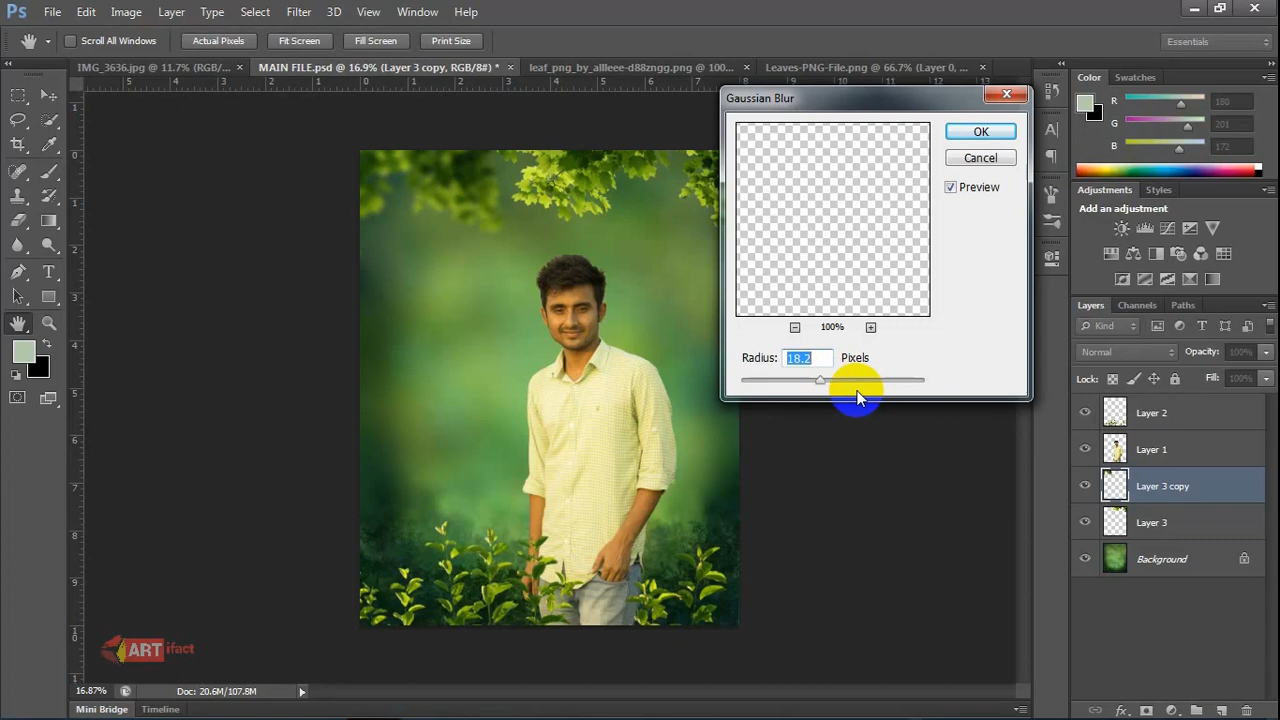 Ps File Edit Image Layer Type Select Filter 3D View Window Help
Scroll All Windows Actual Pixels Fit Screen Fill Screen Print Size Essentials
IMG_3636.jpg @ 11.7% (RGB/... × MAIN FILE.psd @ 16.9% (Layer 3 copy, RGB/8#) * × leaf_png_by_allleee-d88zngg.png @ 100... × Leaves-PNG-File.png @ 66.7% (Layer 0, ... ×
Color Swatches
R 180
G 201
B 172
Adjustments Styles
Add an adjustment
Layers Channels Paths
Kind
Normal Opacity: 100%
Lock: Fill: 100%
Layer 2
Layer 1
Layer 3 copy
Layer 3
Background
Gaussian Blur
OK
Cancel
Preview
100%
Radius: 18.2 Pixels
ARTifact
16.87% Doc: 20.6M/107.8M
Mini Bridge Timeline